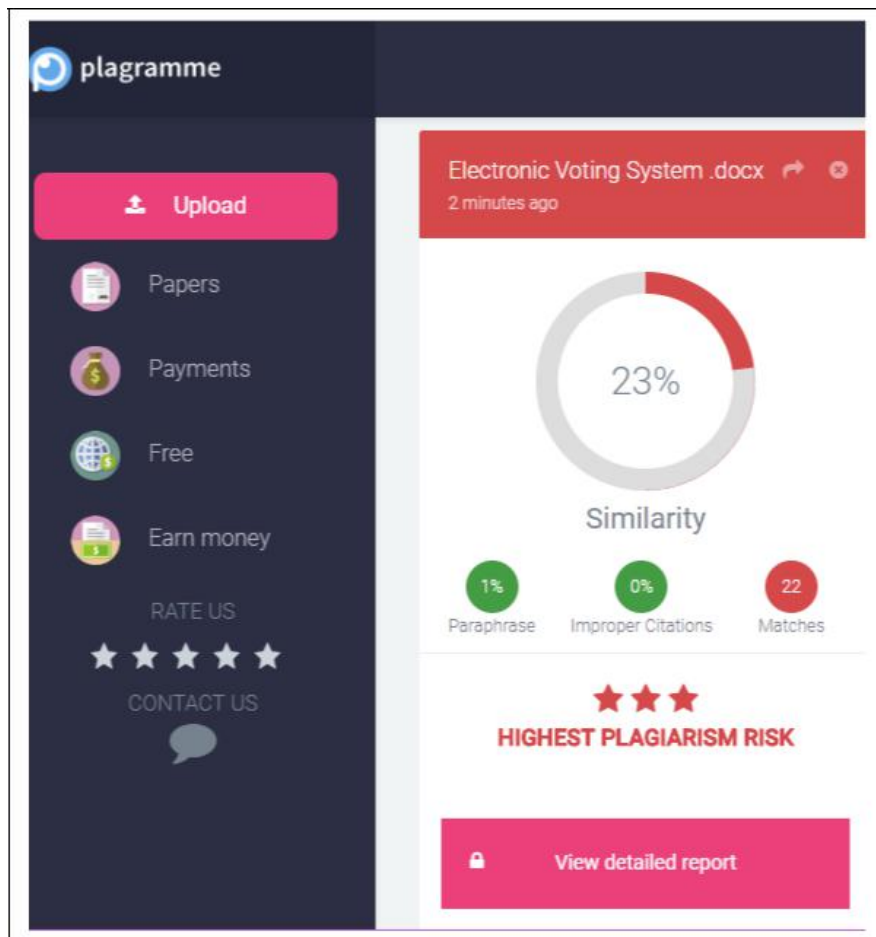 plagramme
Upload
Papers
Payments
Free
Earn money
RATE US
CONTACT US
Electronic Voting System .docx
2 minutes ago
23%
Similarity
1%
Paraphrase
0%
Improper Citations
22
Matches
HIGHEST PLAGIARISM RISK
View detailed report